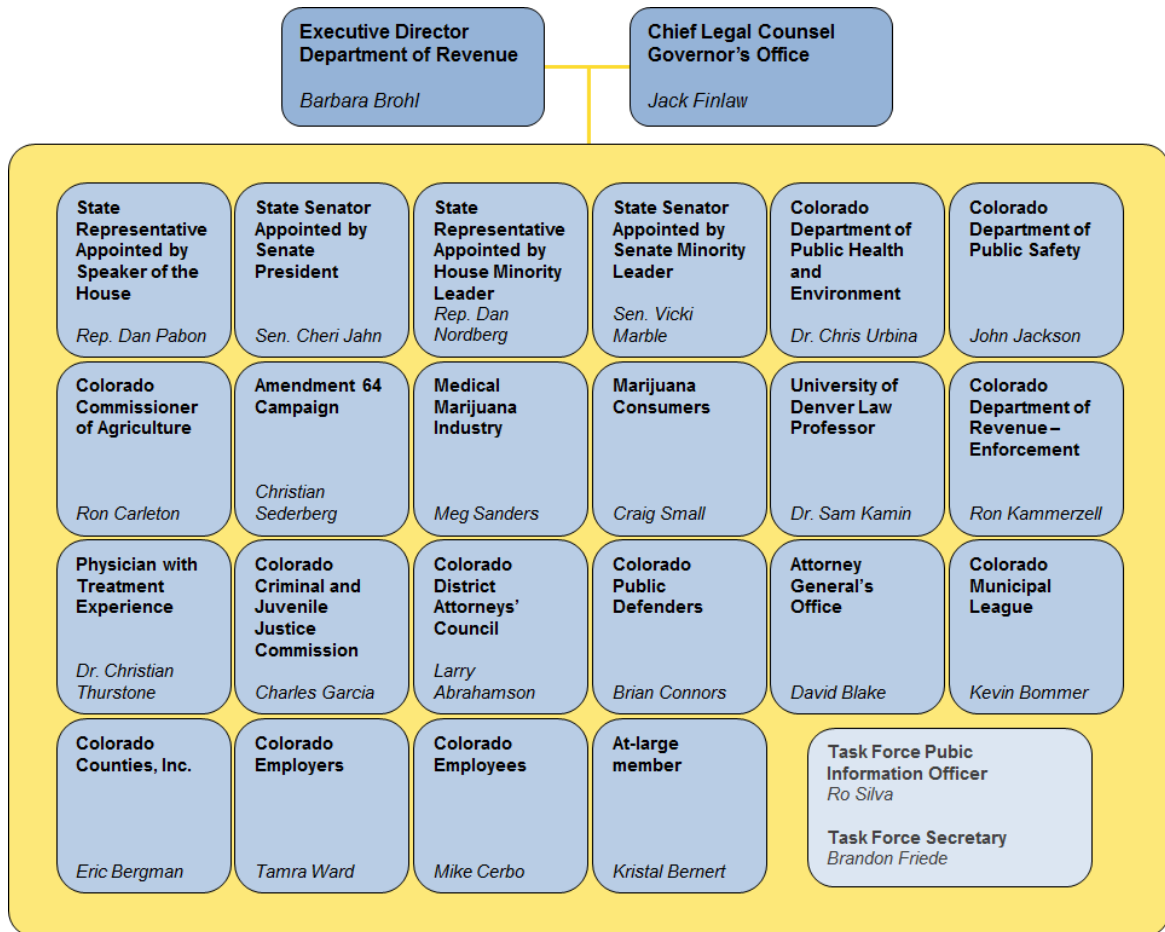 Executive Director
Department of Revenue
Barbara Brohl
Chief Legal Counsel
Governor's Office
Jack Finlaw
State
Representative
Appointed by
Speaker of the
House
Rep. Dan Pabon
State Senator
Appointed by
Senate
President
Sen. Cheri Jahn
State
Representative
Appointed by
House Minority
Leader
Rep. Dan
Nordberg
State Senator
Appointed by
Senate Minority
Leader
Sen. Vicki
Marble
Colorado
Department of
Public Health
and
Environment
Dr. Chris Urbina
Colorado
Department of
Public Safety
John Jackson
Colorado
Commissioner
of Agriculture
Ron Carleton
Amendment 64
Campaign
Christian
Sederberg
Medical
Marijuana
Industry
Meg Sanders
Marijuana
Consumers
Craig Small
University of
Denver Law
Professor
Dr. Sam Kamin
Colorado
Department of
Revenue –
Enforcement
Ron Kammerzell
Physician with
Treatment
Experience
Dr. Christian
Thurstone
Colorado
Criminal and
Juvenile
Justice
Commission
Charles Garcia
Colorado
District
Attorneys'
Council
Larry
Abrahamson
Colorado
Public
Defenders
Brian Connors
Attorney
General's
Office
David Blake
Colorado
Municipal
League
Kevin Bommer
Colorado
Counties, Inc.
Eric Bergman
Colorado
Employers
Tamra Ward
Colorado
Employees
Mike Cerbo
At-large
member
Kristal Bernert
Task Force Pubic
Information Officer
Ro Silva
Task Force Secretary
Brandon Friede